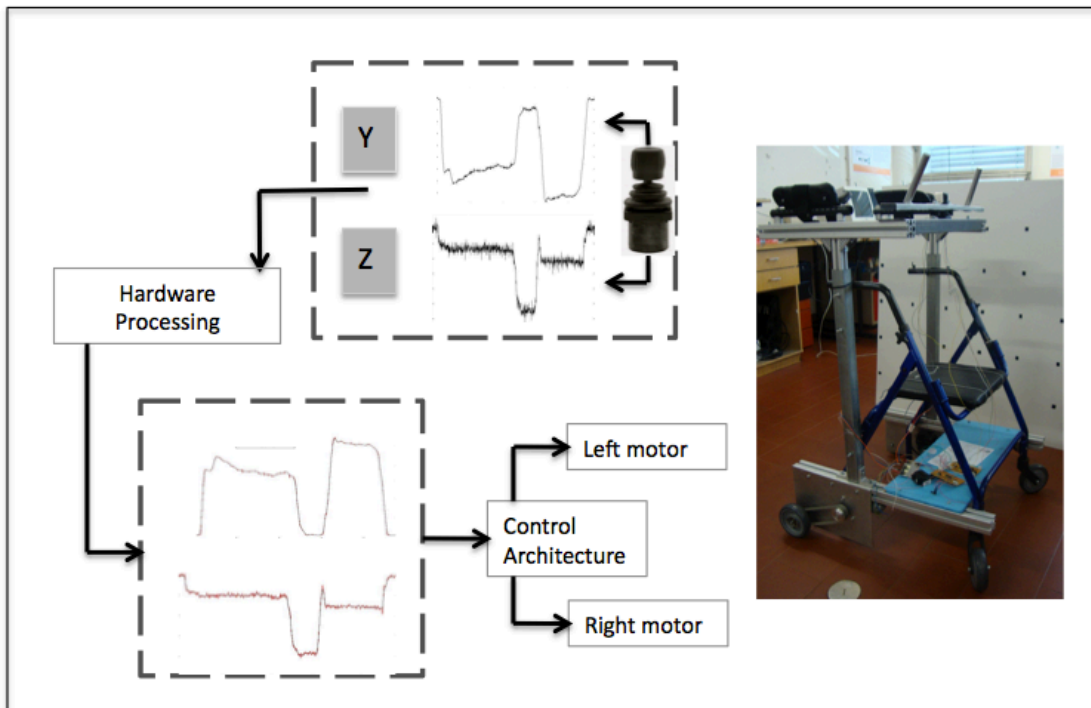 Y
Z
Hardware
Processing
Left motor
Control
Architecture
Right motor